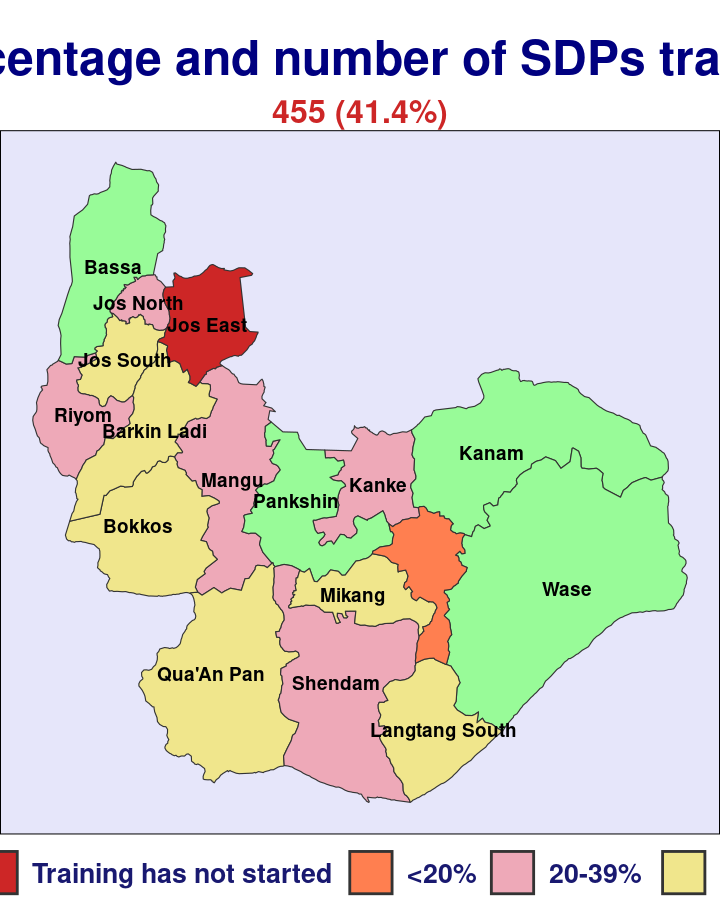 centage and number of SDPs tra
455 (41.4%)
Bassa
Jos North
Jos East
Jos South
Riyom
Barkin Ladi
Kanam
Mangu
Kanke
Pankshin
Bokkos
Wase
Mikang
Qua'An Pan
Shendam
Langtang South
Training has not started <20% 20-39%